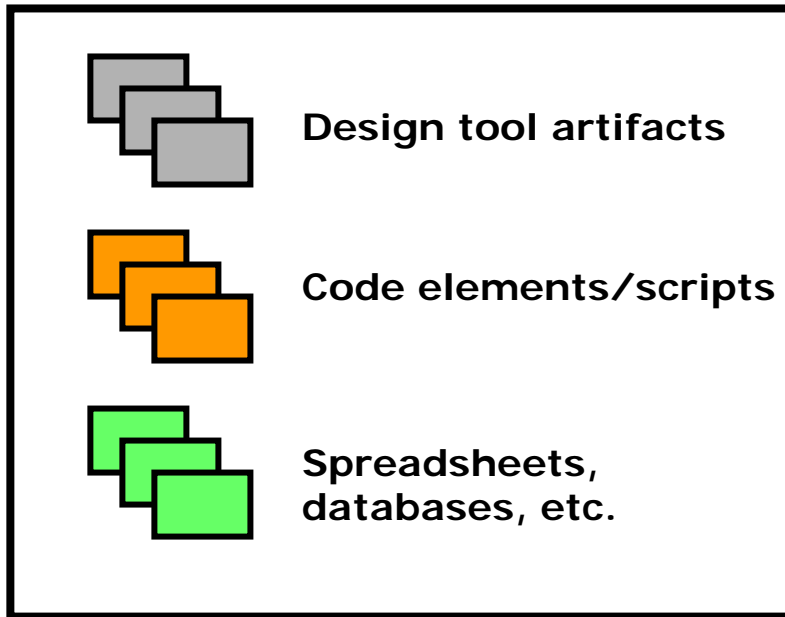 Design tool artifacts
Code elements/scripts
Spreadsheets,
databases, etc.